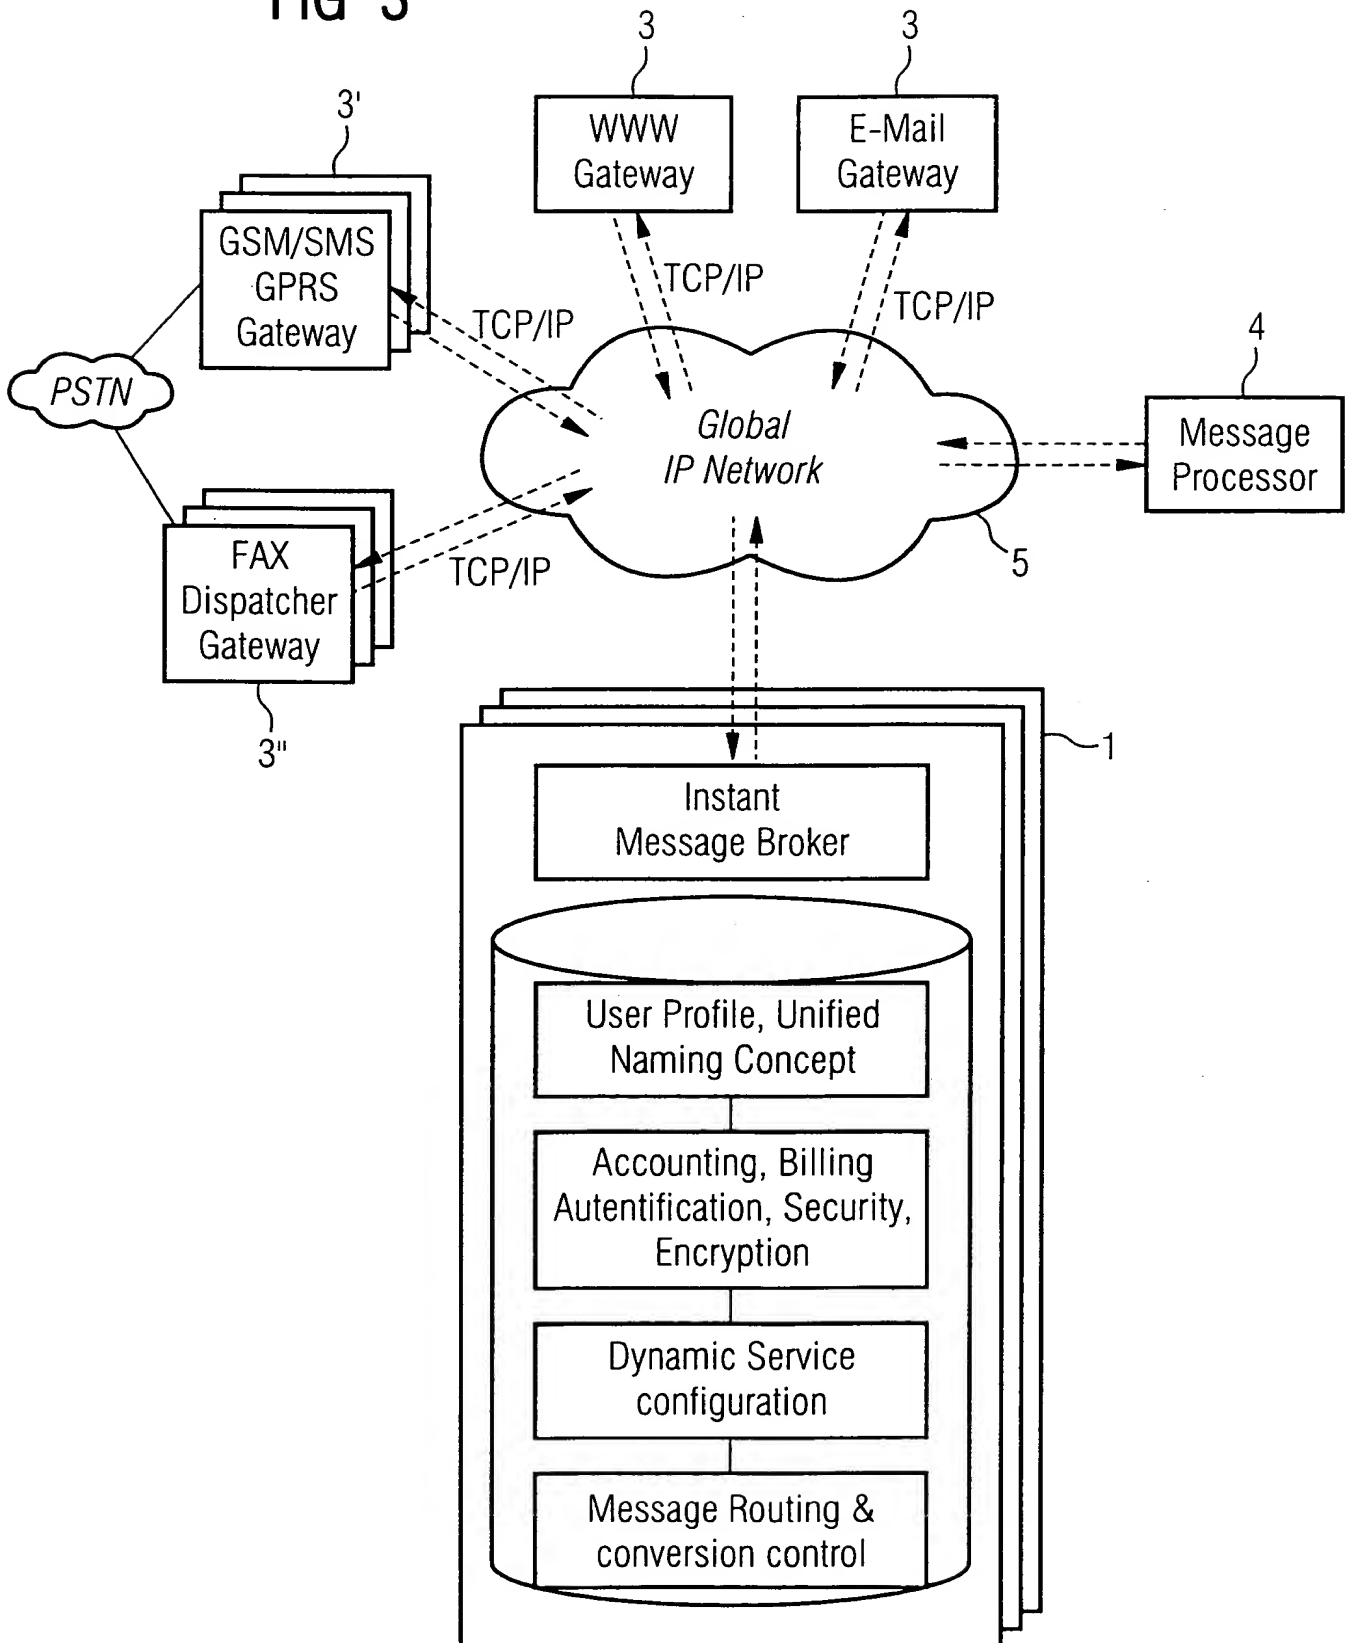 FIG 3
3
3
3'
WWW
Gateway
E-Mail
Gateway
GSM/SMS
GPRS
Gateway
TCP/IP
TCP/IP
TCP/IP
4
PSTN
Global
IP Network
Message
Processor
5
FAX
Dispatcher
Gateway
TCP/IP
3"
1
Instant
Message Broker
User Profile, Unified
Naming Concept
Accounting, Billing
Autentification, Security,
Encryption
Dynamic Service
configuration
Message Routing &
conversion control